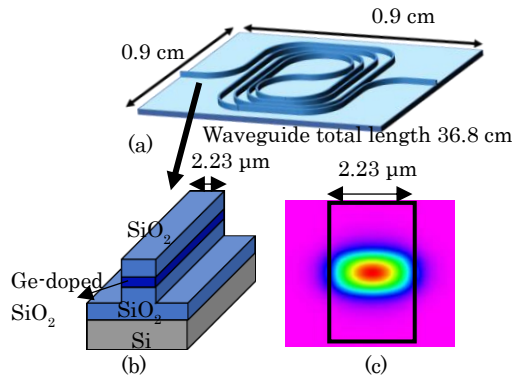 0.9 cm
0.9 cm
Waveguide total length 36.8 cm
(a)
2.23 μm
2.23 μm
SiO2
Ge-doped
SiO2
SiO2
Si
(b)
(c)